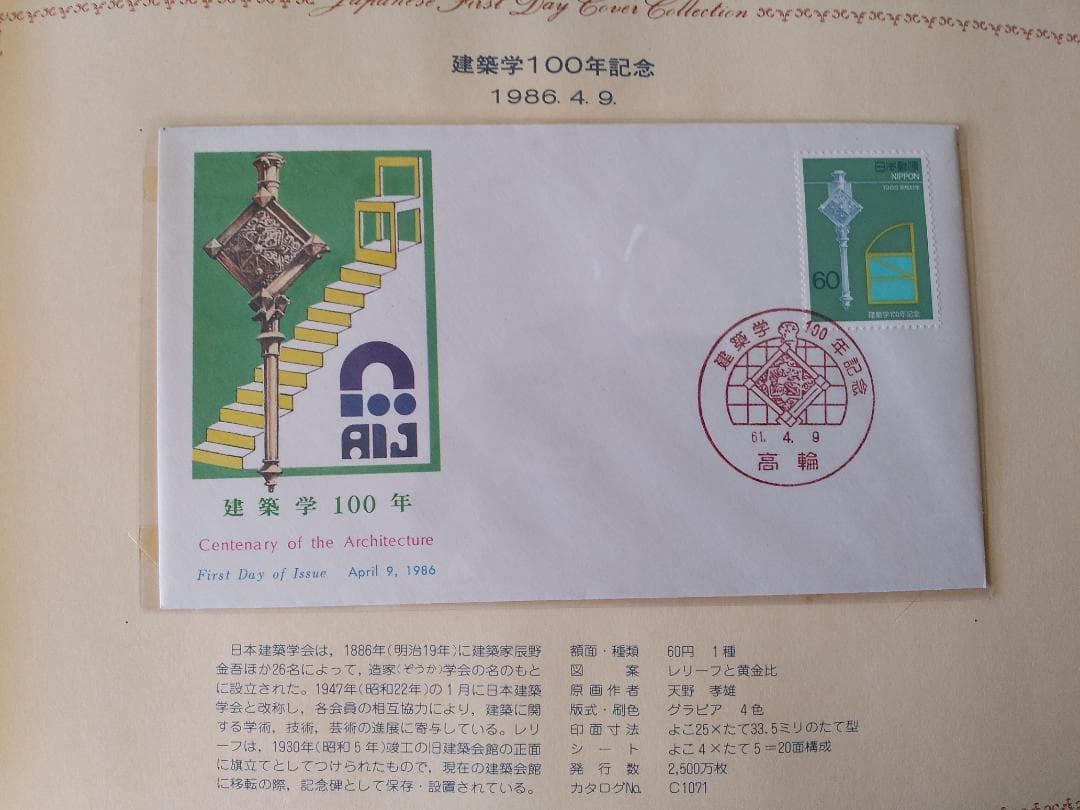 Japanese First Day Cover Collection
建築学100年記念
1986. 4. 9.
日本郵便
NIPPON
60
建築学100年記念
建築学 100年記念
61. 4. 9
高輪
100
AIJ
建築学100年
Centenary of the Architecture
First Day of Issue April 9, 1986
日本建築学会は，1886年(明治19年)に建築家辰野
金吾ほか26名によって，造家(ぞうか)学会の名のもと
に設立された。1947年(昭和22年)の1月に日本建築
学会と改称し，各会員の相互協力により，建築に関
する学術，技術，芸術の進展に寄与している。レリ
ーフは，1930年(昭和5年)竣工の旧建築会館の正面
に旗立てとしてつけられたもので，現在の建築会館
に移転の際，記念碑として保存・設置されている。
額面・種類 60円 1種
図案 レリーフと黄金比
原画作者 天野 孝雄
版式・刷色 グラビア 4色
印面寸法 よこ25×たて33.5ミリのたて型
シート よこ4×たて5＝20面構成
発行数 2,500万枚
カタログNo. C1071